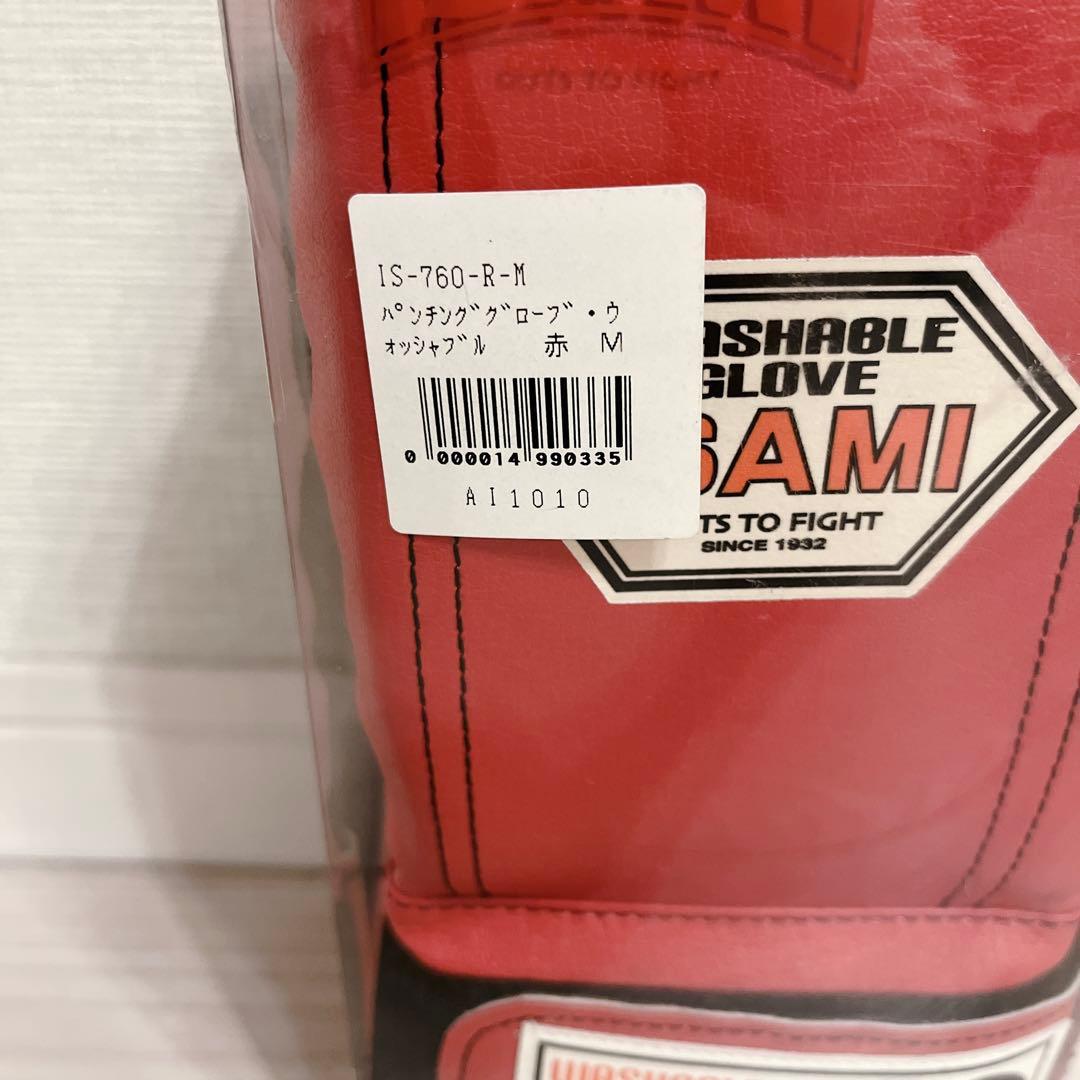 IS-760-R-M
ﾊﾟﾝﾁﾝｸﾞｸﾞﾛｰﾌﾞ・ｳ
ｵｯｼｬﾌﾞﾙ 赤 M
0 000014 990335
AI1010
ASHABLE
GLOVE
SAMI
TS TO FIGHT
SINCE 1932